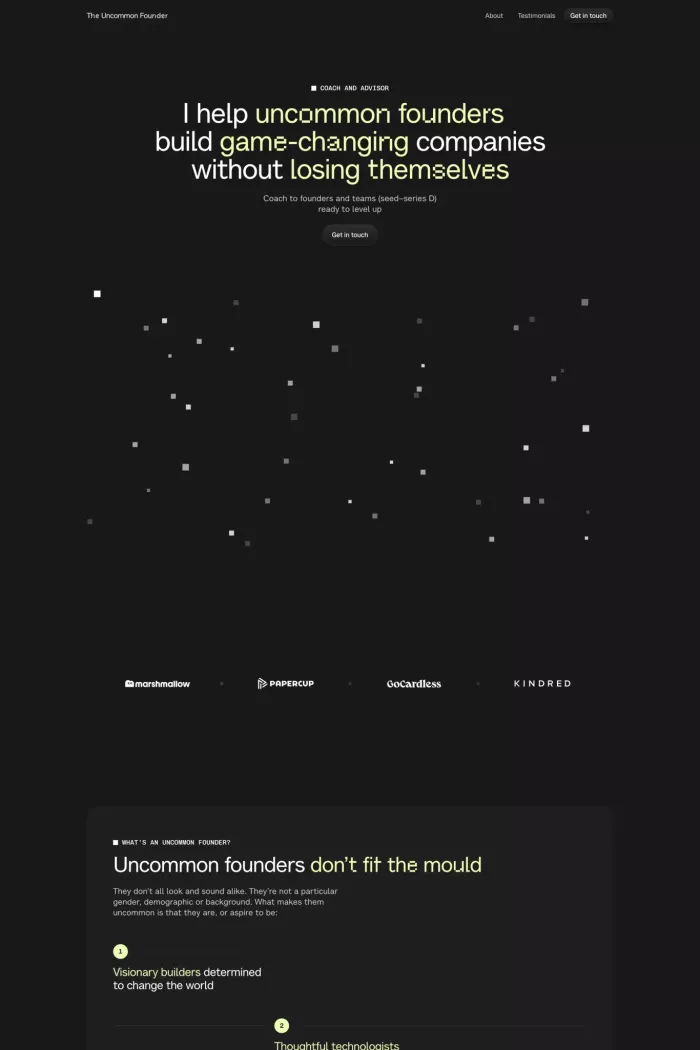 The Uncommon Founder
About Testimonials Get in touch
COACH AND ADVISOR
I help uncommon founders
build game-changing companies
without losing themselves
Coach to founders and teams (seed–series D)
ready to level up
Get in touch
marshmallow PAPERCUP GoCardless KINDRED
WHAT'S AN UNCOMMON FOUNDER?
Uncommon founders don't fit the mould
They don't all look and sound alike. They're not a particular
gender, demographic or background. What makes them
uncommon is that they are, or aspire to be:
1
Visionary builders determined
to change the world
2
Thoughtful technologists